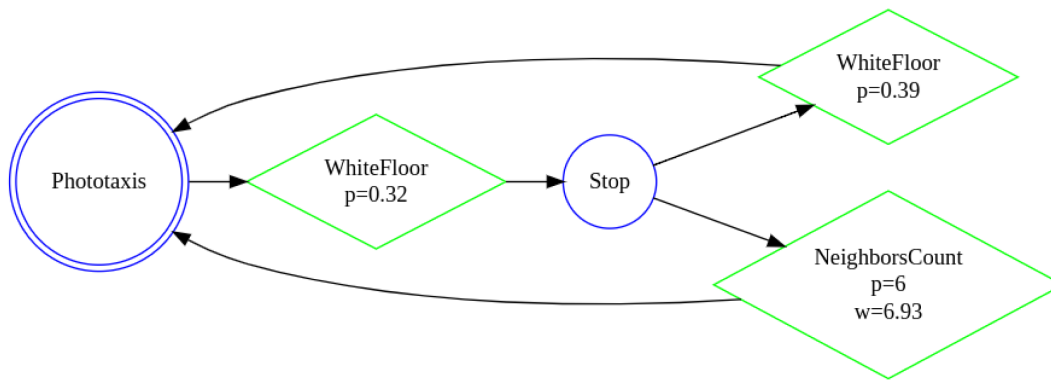 Phototaxis
WhiteFloor
p=0.32
Stop
WhiteFloor
p=0.39
NeighborsCount
p=6
w=6.93